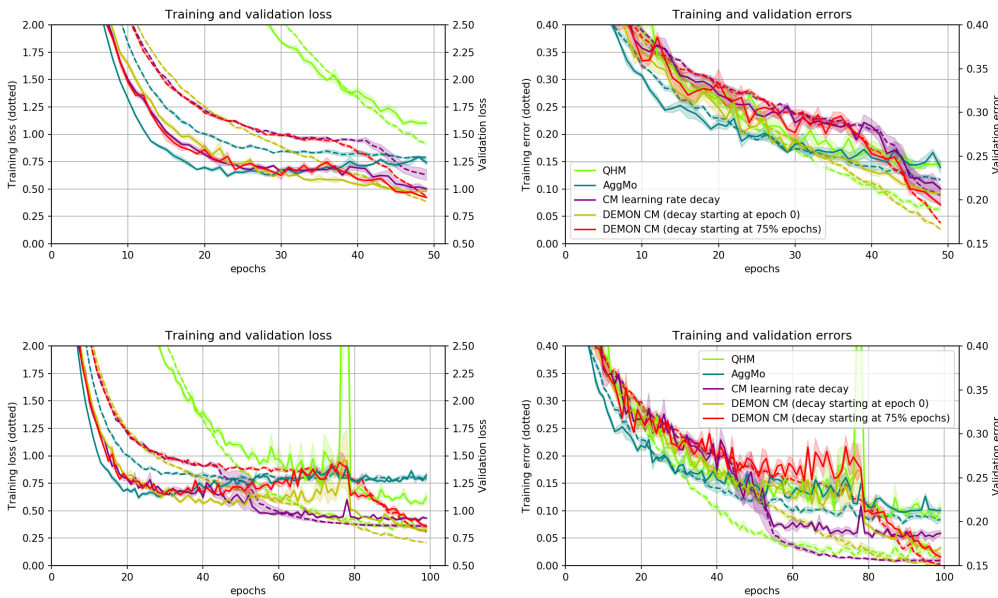 Training and validation loss
2.00
1.75
1.50
1.25
1.00
0.75
0.50
0.25
0.00
Training loss (dotted)
2.50
2.25
2.00
1.75
1.50
1.25
1.00
0.75
0.50
Validation loss
0 10 20 30 40 50
epochs
Training and validation errors
0.40
0.35
0.30
0.25
0.20
0.15
0.10
0.05
0.00
Training error (dotted)
0.40
0.35
0.30
0.25
0.20
0.15
Validation error
QHM
AggMo
CM learning rate decay
DEMON CM (decay starting at epoch 0)
DEMON CM (decay starting at 75% epochs)
0 10 20 30 40 50
epochs
Training and validation loss
2.00
1.75
1.50
1.25
1.00
0.75
0.50
0.25
0.00
Training loss (dotted)
2.50
2.25
2.00
1.75
1.50
1.25
1.00
0.75
0.50
Validation loss
0 20 40 60 80 100
epochs
Training and validation errors
0.40
0.35
0.30
0.25
0.20
0.15
0.10
0.05
0.00
Training error (dotted)
0.40
0.35
0.30
0.25
0.20
0.15
Validation error
QHM
AggMo
CM learning rate decay
DEMON CM (decay starting at epoch 0)
DEMON CM (decay starting at 75% epochs)
0 20 40 60 80 100
epochs